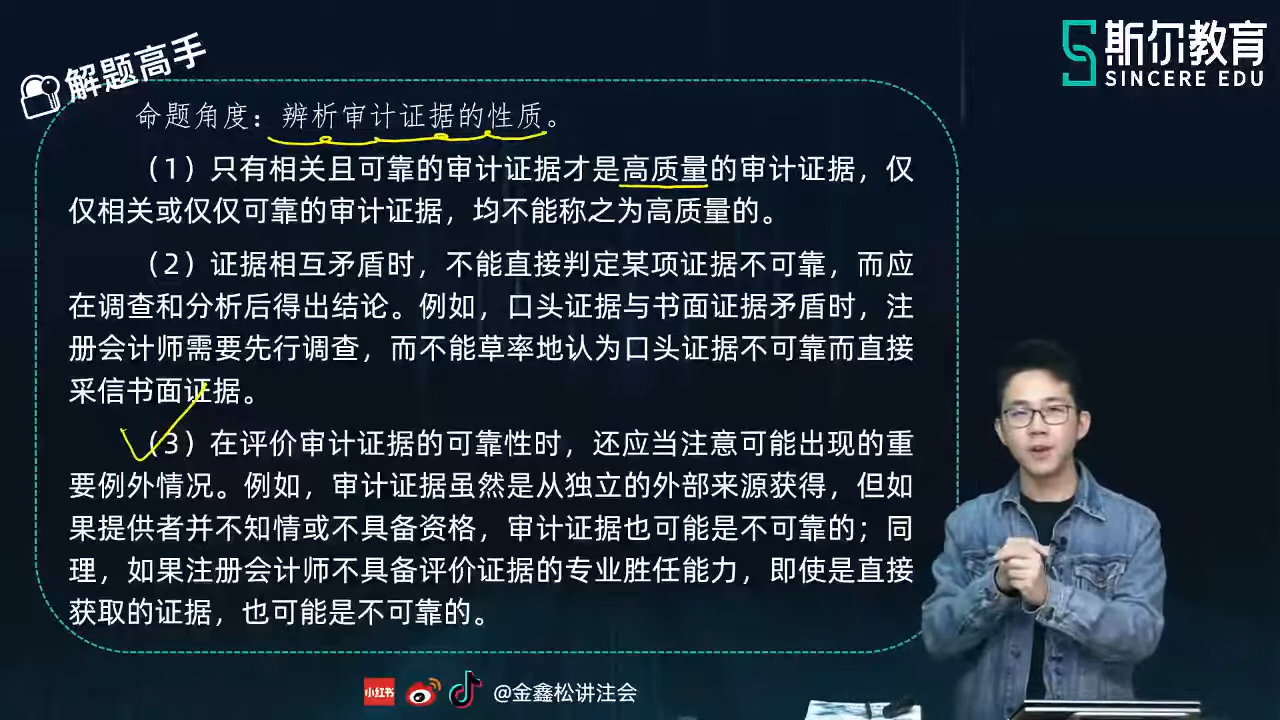 解题高手
斯尔教育
SINCERE EDU
命题角度：辨析审计证据的性质。
（1）只有相关且可靠的审计证据才是高质量的审计证据，仅
仅相关或仅仅可靠的审计证据，均不能称之为高质量的。
（2）证据相互矛盾时，不能直接判定某项证据不可靠，而应
在调查和分析后得出结论。例如，口头证据与书面证据矛盾时，注
册会计师需要先行调查，而不能草率地认为口头证据不可靠而直接
采信书面证据。
（3）在评价审计证据的可靠性时，还应当注意可能出现的重
要例外情况。例如，审计证据虽然是从独立的外部来源获得，但如
果提供者并不知情或不具备资格，审计证据也可能是不可靠的；同
理，如果注册会计师不具备评价证据的专业胜任能力，即使是直接
获取的证据，也可能是不可靠的。
小红书
@金鑫松讲注会